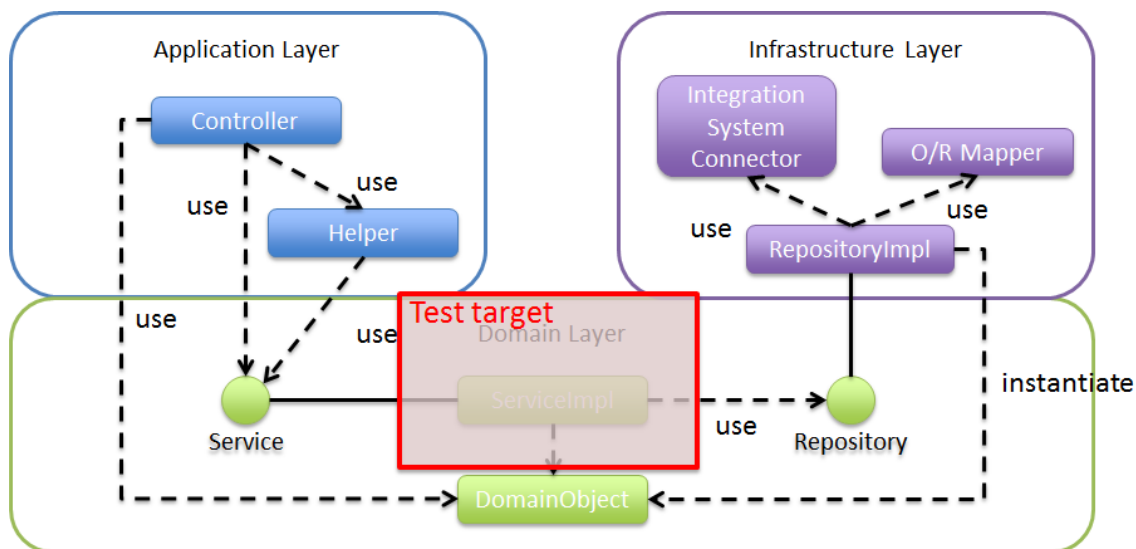 Application Layer
Infrastructure Layer
Controller
Integration
System
Connector
O/R Mapper
use
use
use
use
Helper
RepositoryImpl
Test target
use
use
Domain Layer
instantiate
ServiceImpl
use
Service
Repository
DomainObject